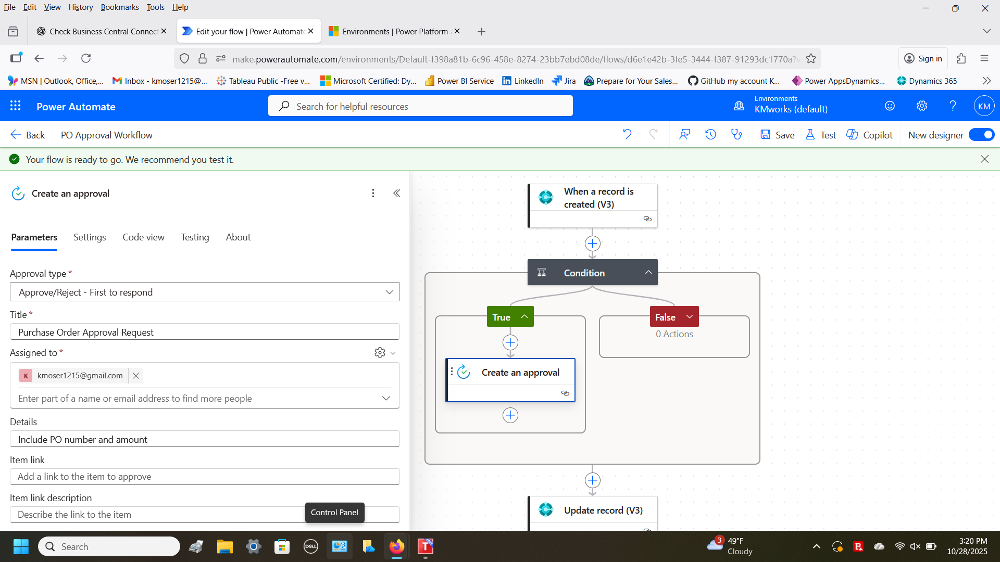 File Edit View History Bookmarks Tools Help
Check Business Central Connect
Edit your flow | Power Automate
Environments | Power Platform
make.powerautomate.com/environments/Default-f398a81b-6c96-458e-8274-23bb7ebd08de/flows/d6e1e42b-3fe5-3444-f387-91293dc1770a?v
Sign in
MSN | Outlook, Office,...
Inbox - kmoser1215@...
Tableau Public -Free v...
Microsoft Certified: Dy...
Power BI Service
LinkedIn
Jira
Prepare for Your Sales...
GitHub my account K...
Power AppsDynamics...
Dynamics 365
Power Automate
Search for helpful resources
Environments
KMworks (default)
KM
Back
PO Approval Workflow
Save
Test
Copilot
New designer
Your flow is ready to go. We recommend you test it.
Create an approval
Parameters
Settings
Code view
Testing
About
Approval type *
Approve/Reject - First to respond
Title *
Purchase Order Approval Request
Assigned to *
K
kmoser1215@gmail.com
Enter part of a name or email address to find more people
Details
Include PO number and amount
Item link
Add a link to the item to approve
Item link description
Describe the link to the item
Control Panel
When a record is
created (V3)
Condition
True
False
0 Actions
Create an approval
Update record (V3)
Search
DELL
T
3
49°F
Cloudy
3:20 PM
10/28/2025